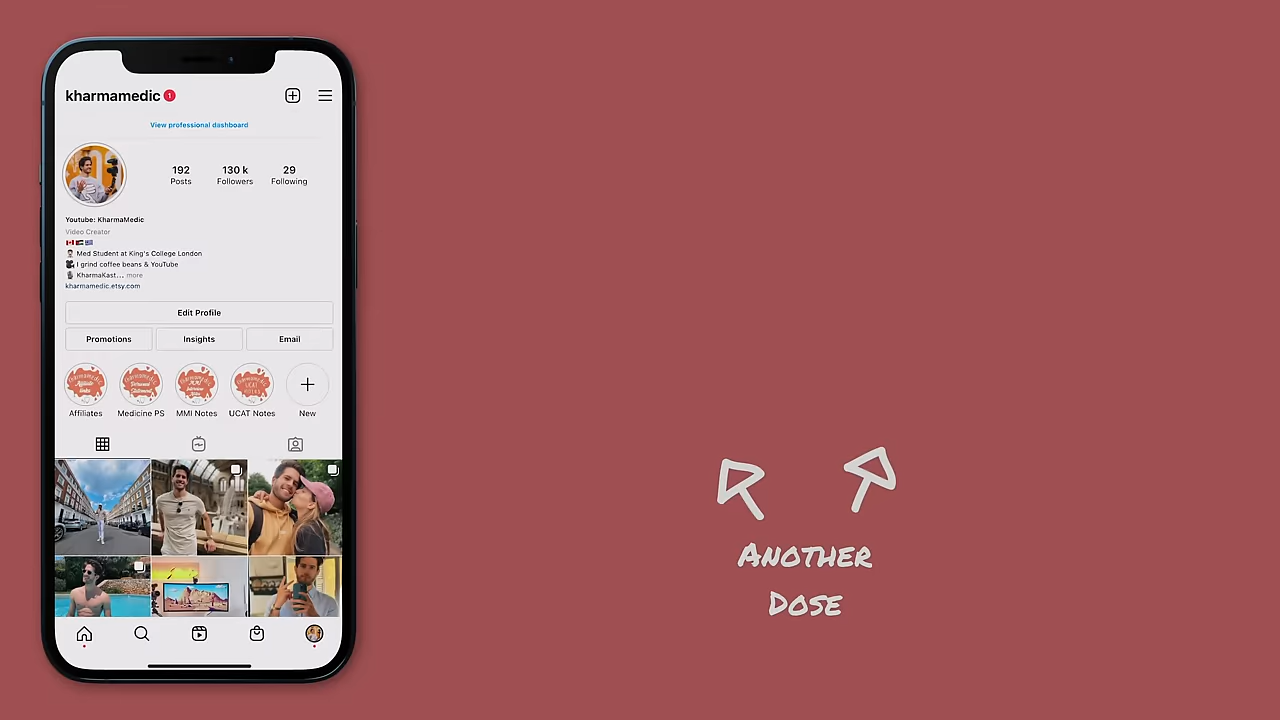 kharmamedic 1
View professional dashboard
192 130 k 29
Posts Followers Following
Youtube: KharmaMedic
Video Creator
Med Student at King's College London
I grind coffee beans & YouTube
KharmaKast... more
kharmamedic.etsy.com
Edit Profile
Promotions Insights Email
Affiliates Medicine PS MMI Notes UCAT Notes New
ANOTHER
DOSE